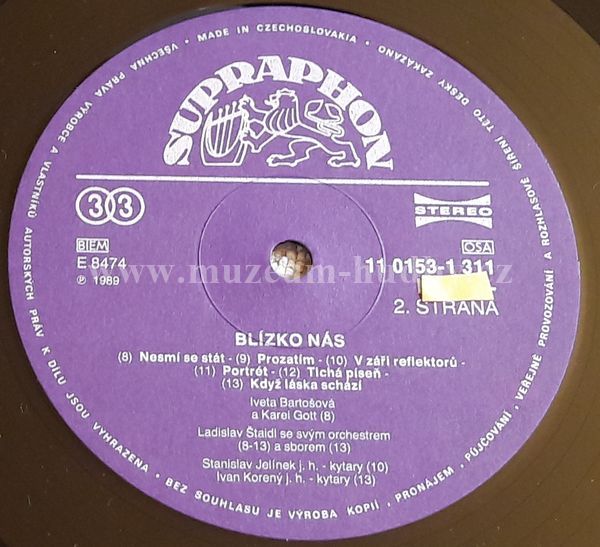 SUPRAPHON
33
STEREO
BIEM
E 8474
℗ 1989
OSA
11 0153-1 311
2. STRANA
BLÍZKO NÁS
(8) Nesmí se stát - (9) Prozatím - (10) V záři reflektorů -
(11) Portrét - (12) Tichá píseň -
(13) Když láska schází
Iveta Bartošová
a Karel Gott (8)
Ladislav Štaidl se svým orchestrem
(8-13) a sborem (13)
Stanislav Jelínek j. h. - kytary (10)
Ivan Korený j. h. - kytary (13)
VŠECHNA PRÁVA VÝROBCE A VLASTNÍKŮ AUTORSKÝCH PRÁV K DÍLU JSOU VYHRAZENA • BEZ SOUHLASU JE VÝROBA KOPIÍ, PRONÁJEM, PŮJČOVÁNÍ, VEŘEJNÉ PROVOZOVÁNÍ A ROZHLASOVÉ ŠÍŘENÍ TÉTO DESKY ZAKÁZÁNO • MADE IN CZECHOSLOVAKIA •